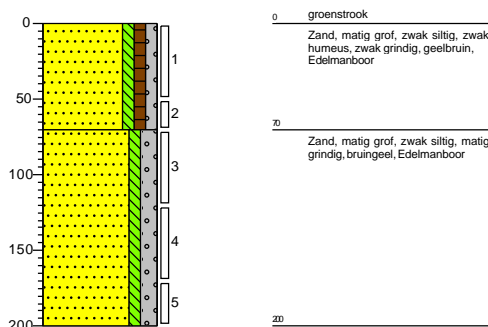 0
50
100
150
200
1
2
3
4
5
0 groenstrook
Zand, matig grof, zwak siltig, zwak
humeus, zwak grindig, geelbruin,
Edelmanboor
70
Zand, matig grof, zwak siltig, matig
grindig, bruingeel, Edelmanboor
200